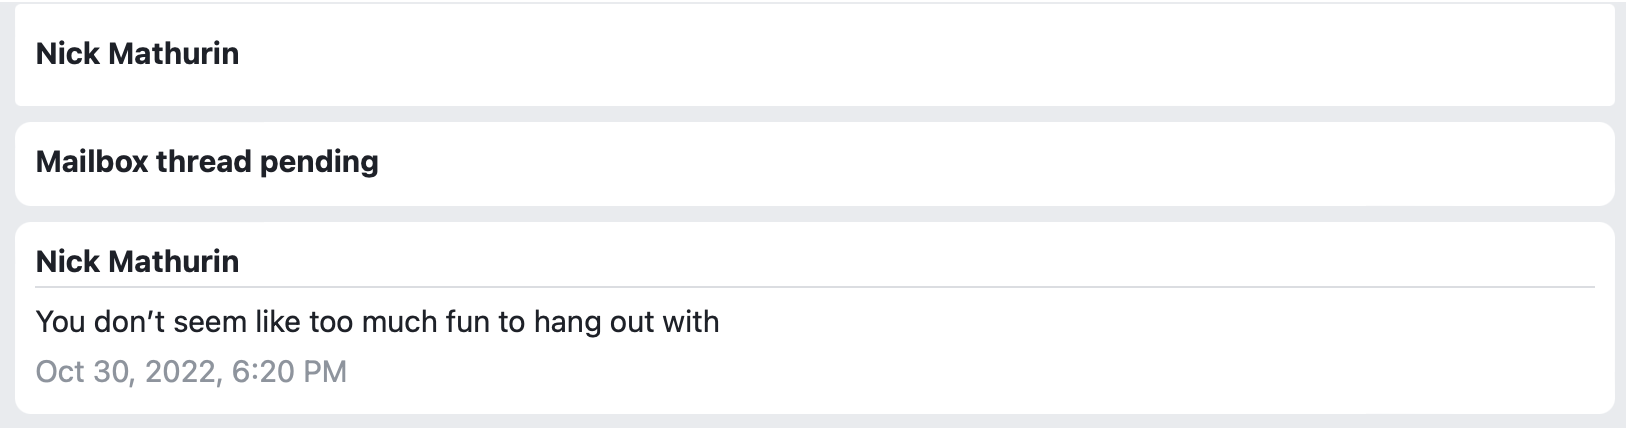 Nick Mathurin
Mailbox thread pending
Nick Mathurin
You don’t seem like too much fun to hang out with
Oct 30, 2022, 6:20 PM